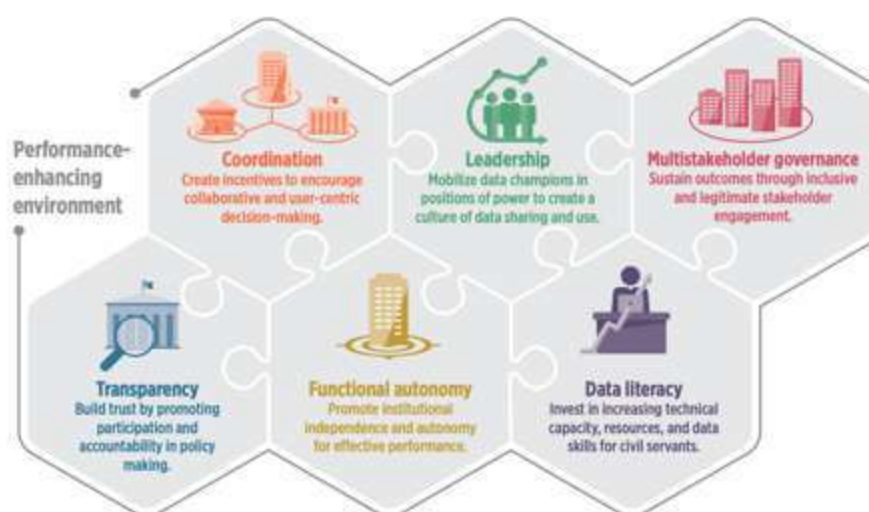 Performance-
enhancing
environment
Coordination
Create incentives to encourage
collaborative and user-centric
decision-making.
Leadership
Mobilize data champions in
positions of power to create a
culture of data sharing and use.
Multistakeholder governance
Sustain outcomes through inclusive
and legitimate stakeholder
engagement.
Transparency
Build trust by promoting
participation and
accountability in policy
making.
Functional autonomy
Promote institutional
independence and autonomy
for effective performance.
Data literacy
Invest in increasing technical
capacity, resources, and data
skills for civil servants.